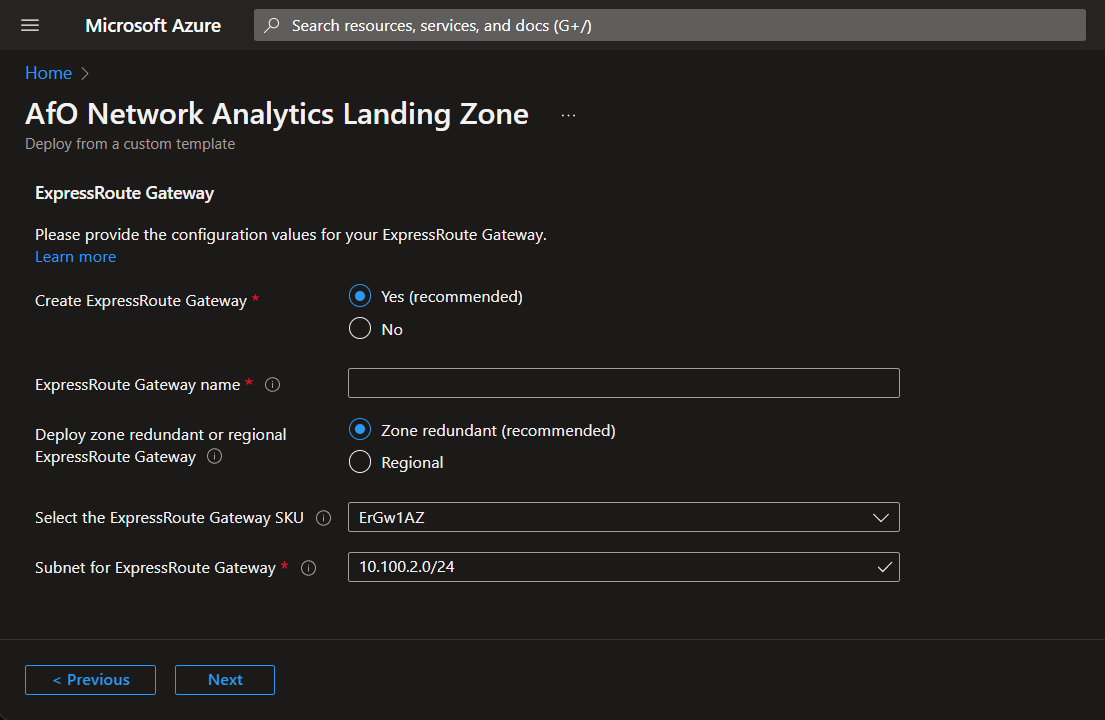 Microsoft Azure
Search resources, services, and docs (G+/)
Home
AfO Network Analytics Landing Zone ...
Deploy from a custom template
ExpressRoute Gateway
Please provide the configuration values for your ExpressRoute Gateway.
Learn more
Create ExpressRoute Gateway *
Yes (recommended)
No
ExpressRoute Gateway name *
Deploy zone redundant or regional
ExpressRoute Gateway
Zone redundant (recommended)
Regional
Select the ExpressRoute Gateway SKU
ErGw1AZ
Subnet for ExpressRoute Gateway *
10.100.2.0/24
< Previous
Next